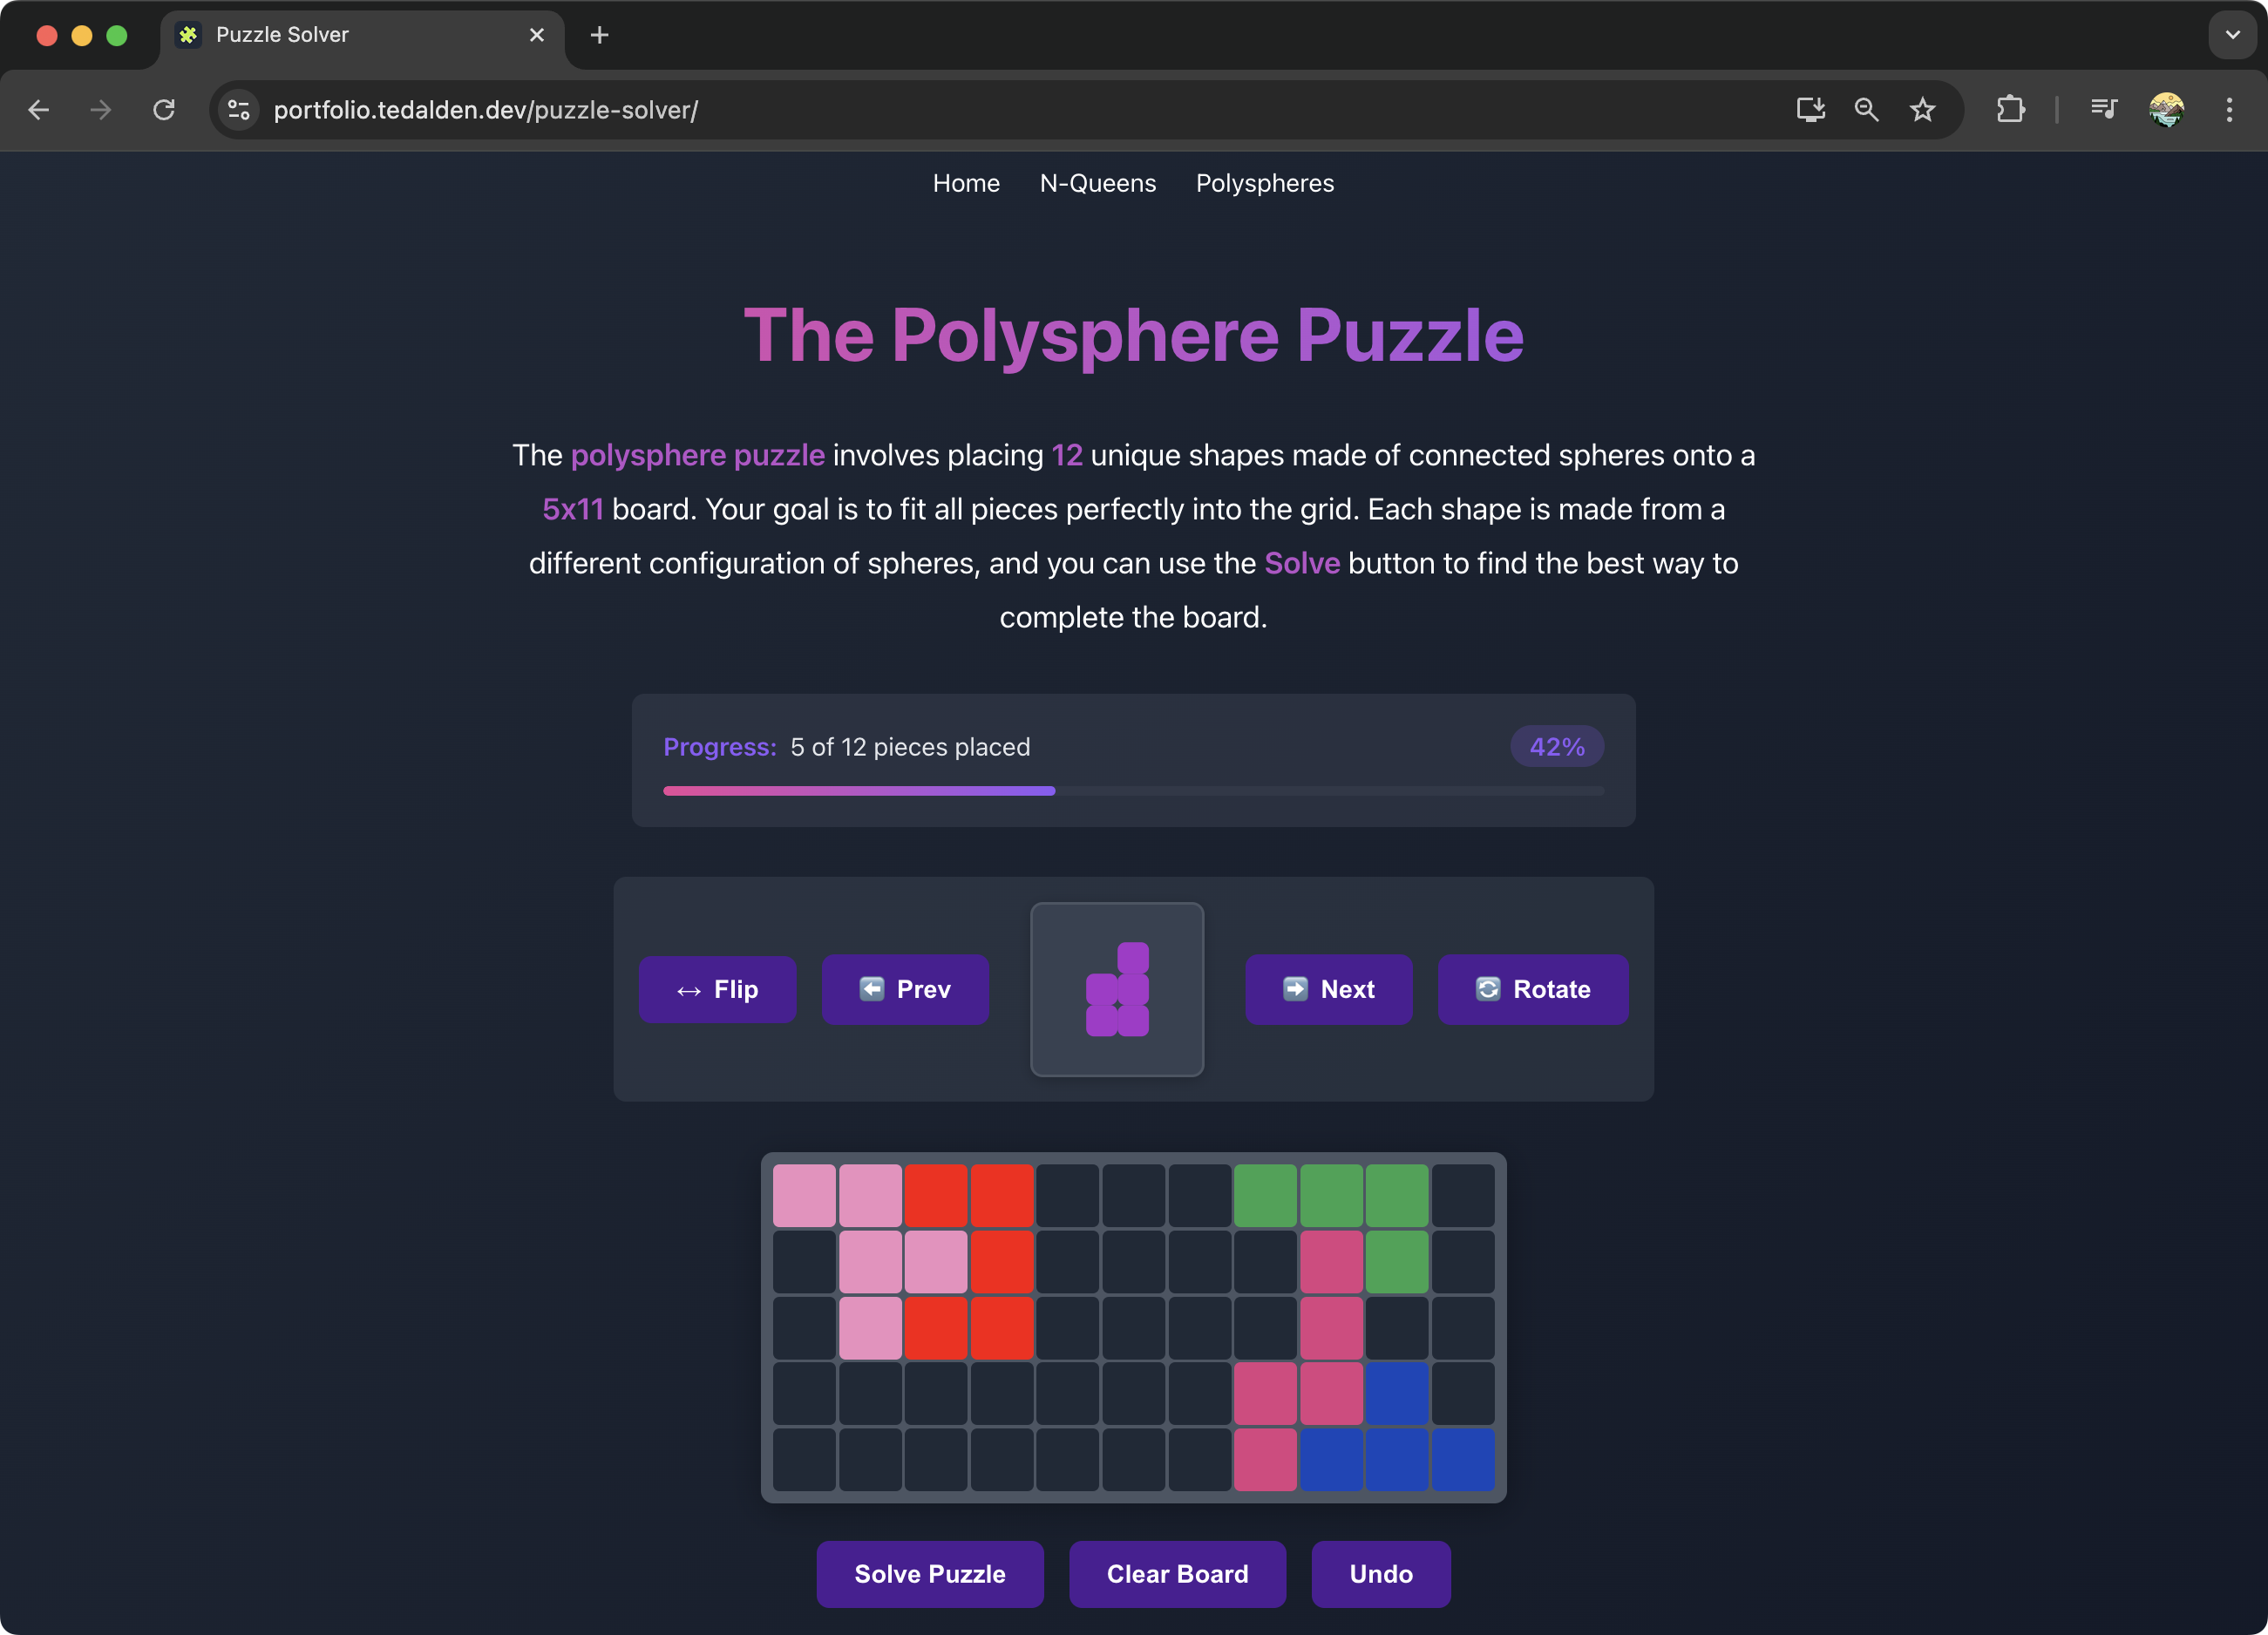 Puzzle Solver
portfolio.tedalden.dev/puzzle-solver/
Home N-Queens Polyspheres
The Polysphere Puzzle
The polysphere puzzle involves placing 12 unique shapes made of connected spheres onto a
5x11 board. Your goal is to fit all pieces perfectly into the grid. Each shape is made from a
different configuration of spheres, and you can use the Solve button to find the best way to
complete the board.
Progress: 5 of 12 pieces placed 42%
Flip Prev Next Rotate
Solve Puzzle Clear Board Undo